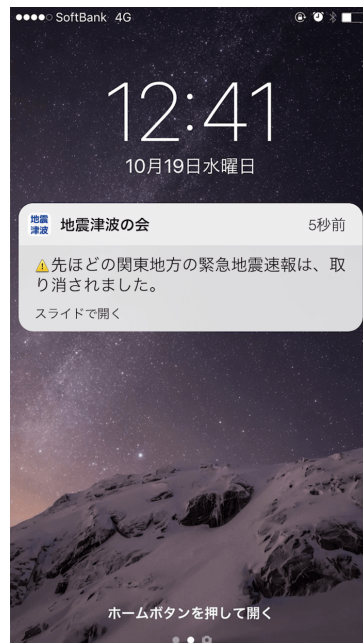 SoftBank 4G
12:41
10月19日水曜日
地震
津波
地震津波の会 5秒前
⚠️先ほどの関東地方の緊急地震速報は、取
り消されました。
スライドで開く
ホームボタンを押して開く